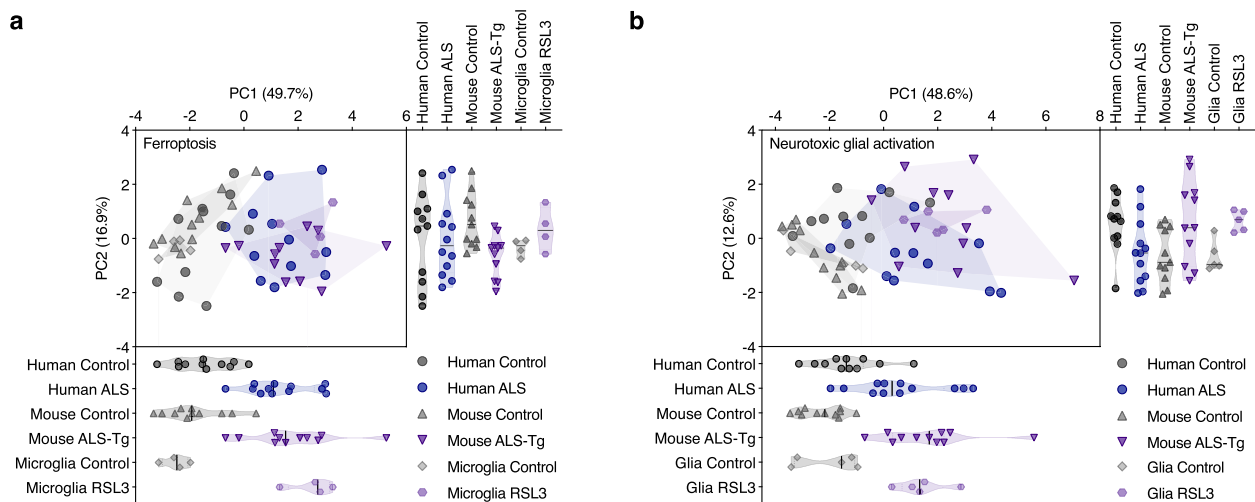 a
PC1 (49.7%)
-4 -2 0 2 4 6
Human Control
Human ALS
Mouse Control
Mouse ALS-Tg
Microglia Control
Microglia RSL3
Ferroptosis
PC2 (16.9%)
4
2
0
-2
-4
Human Control
Human ALS
Mouse Control
Mouse ALS-Tg
Microglia Control
Microglia RSL3
Human Control
Human ALS
Mouse Control
Mouse ALS-Tg
Microglia Control
Microglia RSL3
b
PC1 (48.6%)
-4 -2 0 2 4 6 8
Human Control
Human ALS
Mouse Control
Mouse ALS-Tg
Glia Control
Glia RSL3
Neurotoxic glial activation
PC2 (12.6%)
4
2
0
-2
-4
Human Control
Human ALS
Mouse Control
Mouse ALS-Tg
Glia Control
Glia RSL3
Human Control
Human ALS
Mouse Control
Mouse ALS-Tg
Glia Control
Glia RSL3